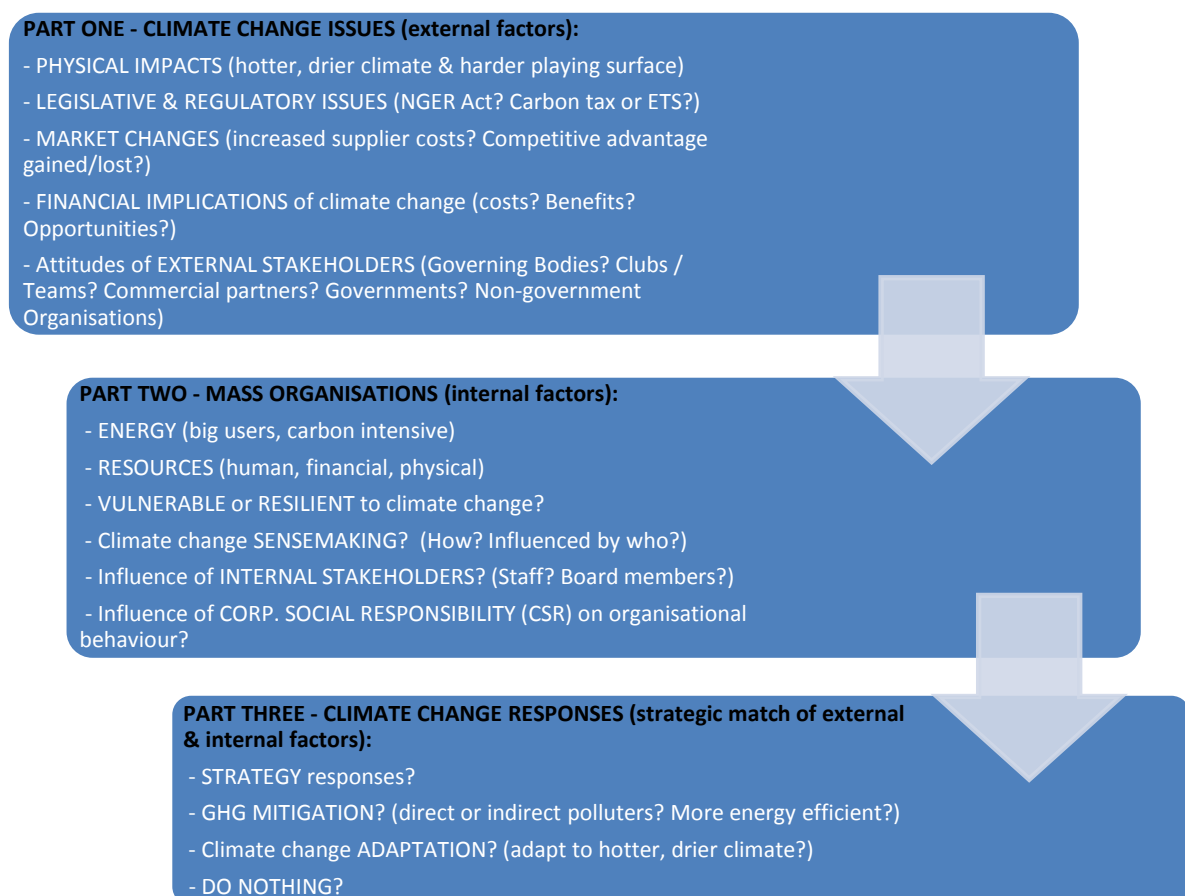 PART ONE - CLIMATE CHANGE ISSUES (external factors):
- PHYSICAL IMPACTS (hotter, drier climate & harder playing surface)
- LEGISLATIVE & REGULATORY ISSUES (NGER Act? Carbon tax or ETS?)
- MARKET CHANGES (increased supplier costs? Competitive advantage
gained/lost?)
- FINANCIAL IMPLICATIONS of climate change (costs? Benefits?
Opportunities?)
- Attitudes of EXTERNAL STAKEHOLDERS (Governing Bodies? Clubs /
Teams? Commercial partners? Governments? Non-government
Organisations)
PART TWO - MASS ORGANISATIONS (internal factors):
- ENERGY (big users, carbon intensive)
- RESOURCES (human, financial, physical)
- VULNERABLE or RESILIENT to climate change?
- Climate change SENSEMAKING? (How? Influenced by who?)
- Influence of INTERNAL STAKEHOLDERS? (Staff? Board members?)
- Influence of CORP. SOCIAL RESPONSIBILITY (CSR) on organisational
behaviour?
PART THREE - CLIMATE CHANGE RESPONSES (strategic match of external
& internal factors):
- STRATEGY responses?
- GHG MITIGATION? (direct or indirect polluters? More energy efficient?)
- Climate change ADAPTATION? (adapt to hotter, drier climate?)
- DO NOTHING?